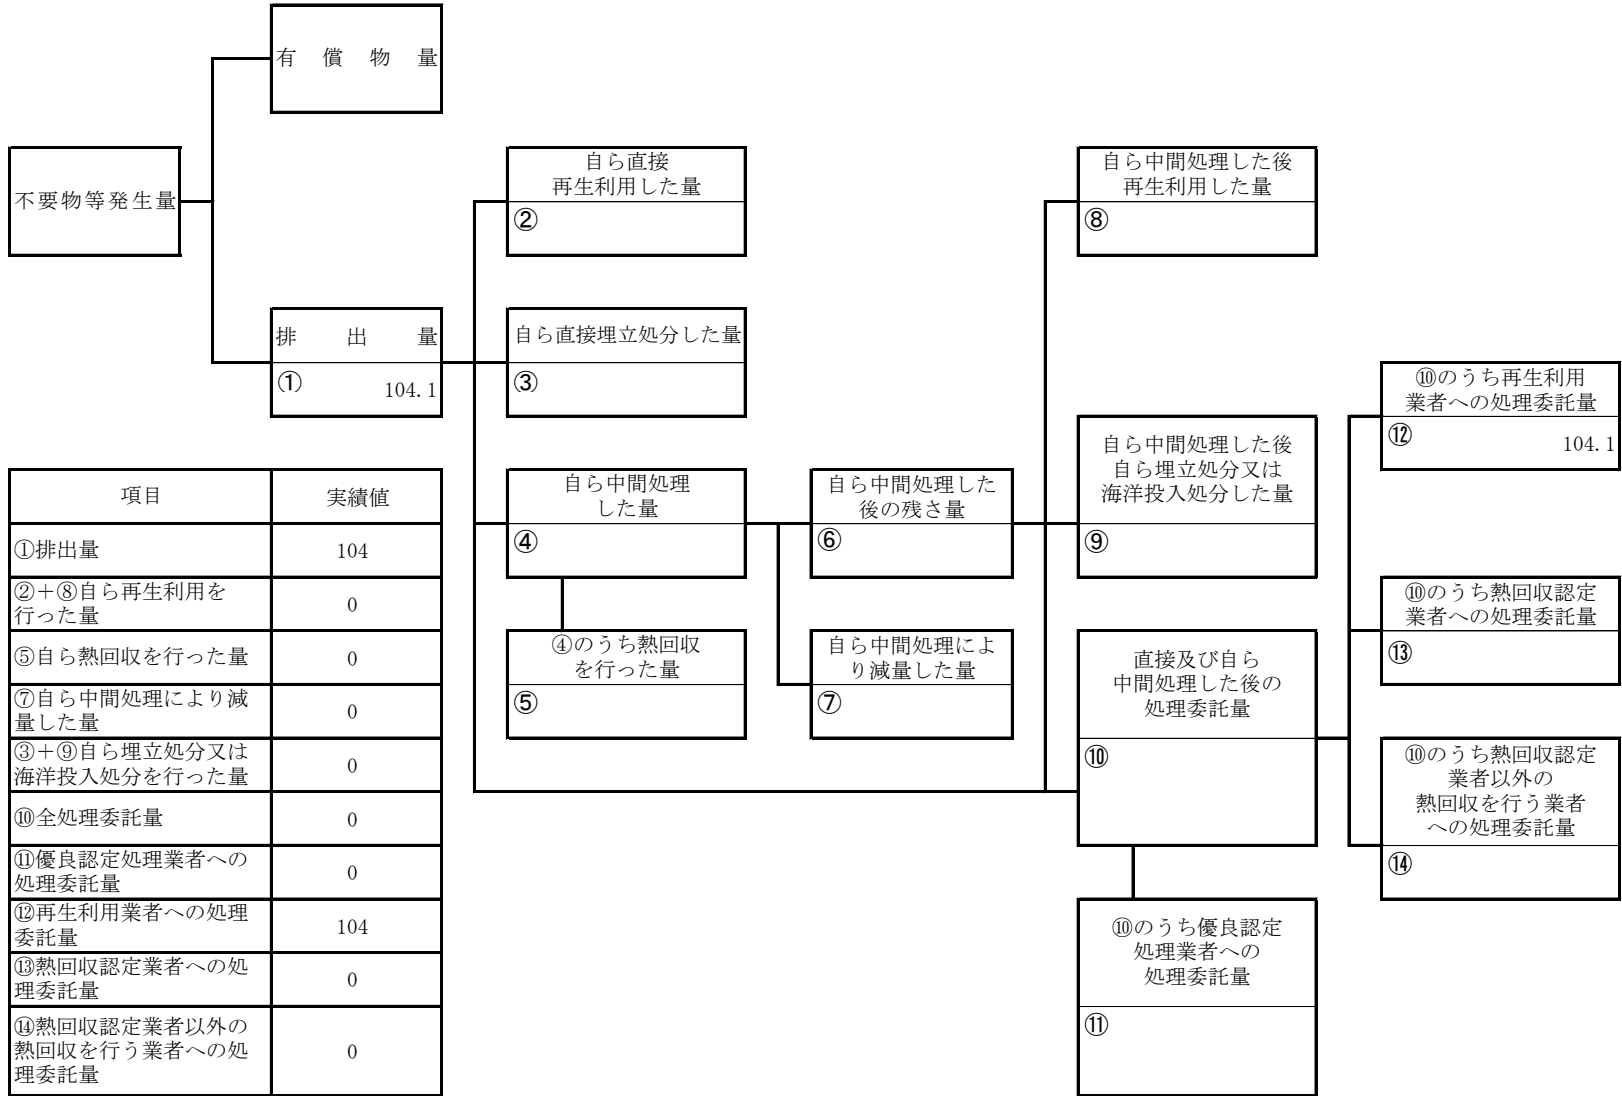 有償物量
不要物等発生量
排出量
① 104.1
自ら直接
再生利用した量
②
自ら直接埋立処分した量
③
自ら中間処理
した量
④
④のうち熱回収
を行った量
⑤
自ら中間処理した
後の残さ量
⑥
自ら中間処理によ
り減量した量
⑦
自ら中間処理した後
再生利用した量
⑧
自ら中間処理した後
自ら埋立処分又は
海洋投入処分した量
⑨
直接及び自ら
中間処理した後の
処理委託量
⑩
⑩のうち優良認定
処理業者への
処理委託量
⑪
⑩のうち再生利用
業者への処理委託量
⑫ 104.1
⑩のうち熱回収認定
業者への処理委託量
⑬
⑩のうち熱回収認定
業者以外の
熱回収を行う業者
への処理委託量
⑭
項目 実績値
①排出量 104
②+⑧自ら再生利用を
行った量 0
⑤自ら熱回収を行った量 0
⑦自ら中間処理により減
量した量 0
③+⑨自ら埋立処分又は
海洋投入処分を行った量 0
⑩全処理委託量 0
⑪優良認定処理業者への
処理委託量 0
⑫再生利用業者への処理
委託量 104
⑬熱回収認定業者への処
理委託量 0
⑭熱回収認定業者以外の
熱回収を行う業者への処
理委託量 0